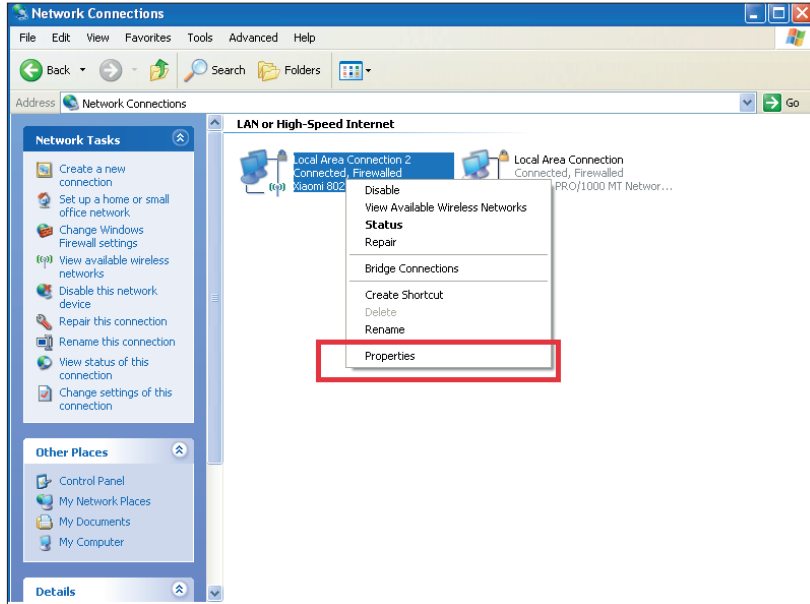 Network Connections
File Edit View Favorites Tools Advanced Help
Back Search Folders
Address Network Connections Go
Network Tasks
Create a new
connection
Set up a home or small
office network
Change Windows
Firewall settings
View available wireless
networks
Disable this network
device
Repair this connection
Rename this connection
View status of this
connection
Change settings of this
connection
Other Places
Control Panel
My Network Places
My Documents
My Computer
Details
LAN or High-Speed Internet
Local Area Connection 2
Connected, Firewalled
Xiaomi 802
Local Area Connection
Connected, Firewalled
PRO/1000 MT Networ...
Disable
View Available Wireless Networks
Status
Repair
Bridge Connections
Create Shortcut
Delete
Rename
Properties